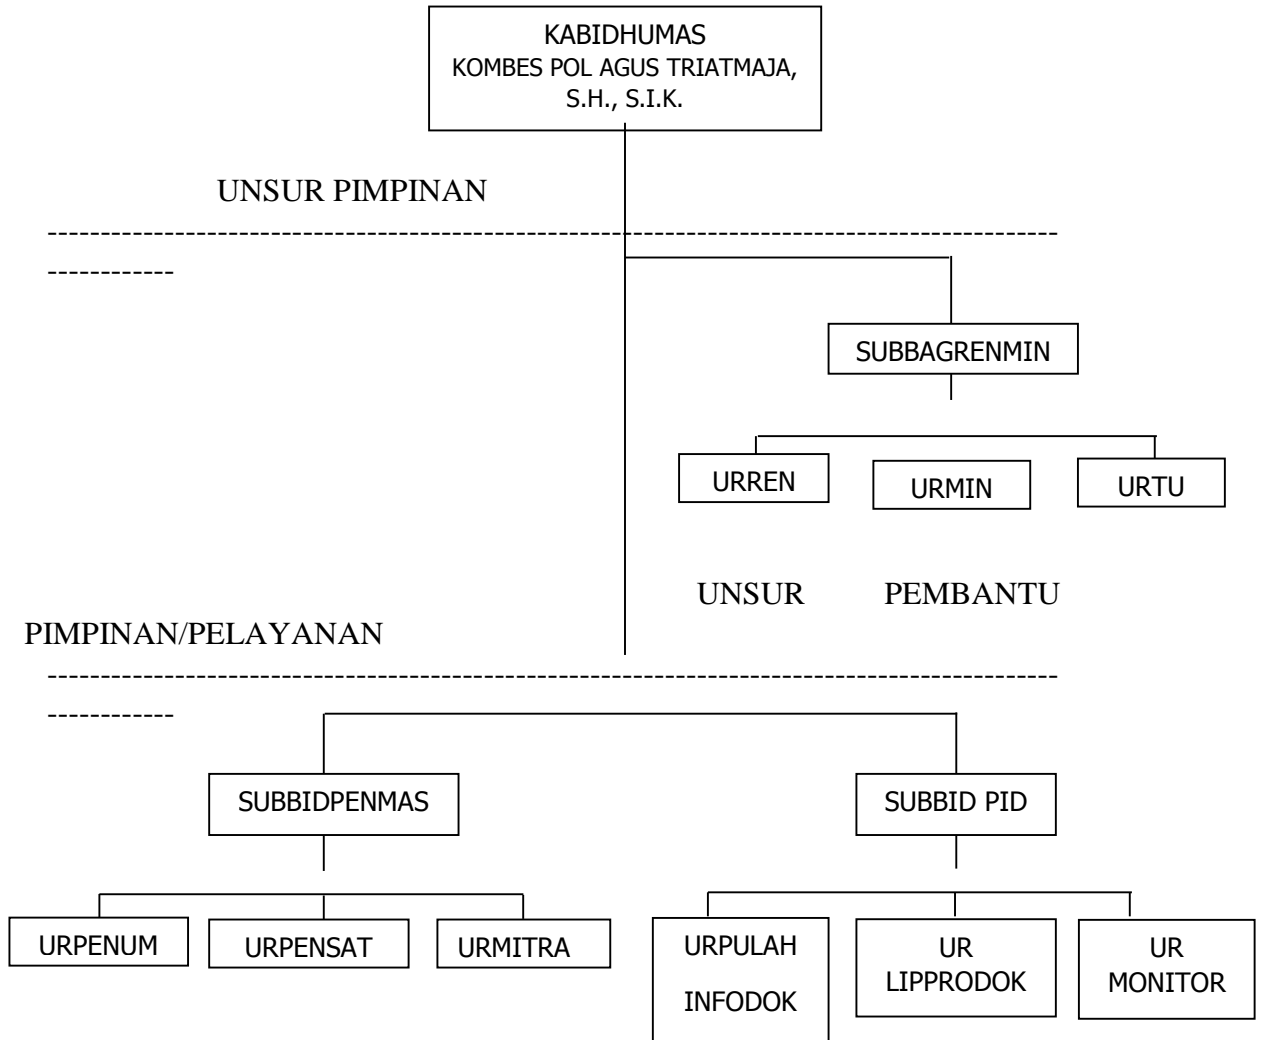 KABIDHUMAS
KOMBES POL AGUS TRIATMAJA,
S.H., S.I.K.
UNSUR PIMPINAN
-----------------------------------------------------------------------------------------------
------------
SUBBAGRENMIN
URREN
URMIN
URTU
UNSUR PEMBANTU
PIMPINAN/PELAYANAN
-----------------------------------------------------------------------------------------------
------------
SUBBIDPENMAS
SUBBID PID
URPENUM
URPENSAT
URMITRA
URPULAH
INFODOK
UR
LIPPRODOK
UR
MONITOR